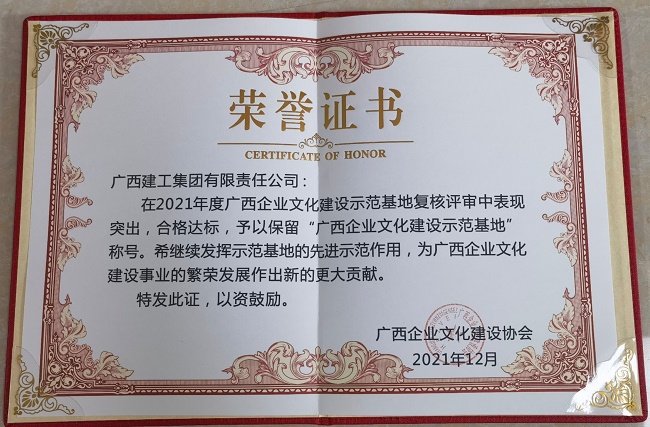 荣誉证书
CERTIFICATE OF HONOR
广西建工集团有限责任公司：
在2021年度广西企业文化建设示范基地复核评审中表现
突出，合格达标，予以保留“广西企业文化建设示范基地”
称号。希继续发挥示范基地的先进示范作用，为广西企业文化
建设事业的繁荣发展作出新的更大贡献。
特发此证，以资鼓励。
广西企业文化建设协会
2021年12月